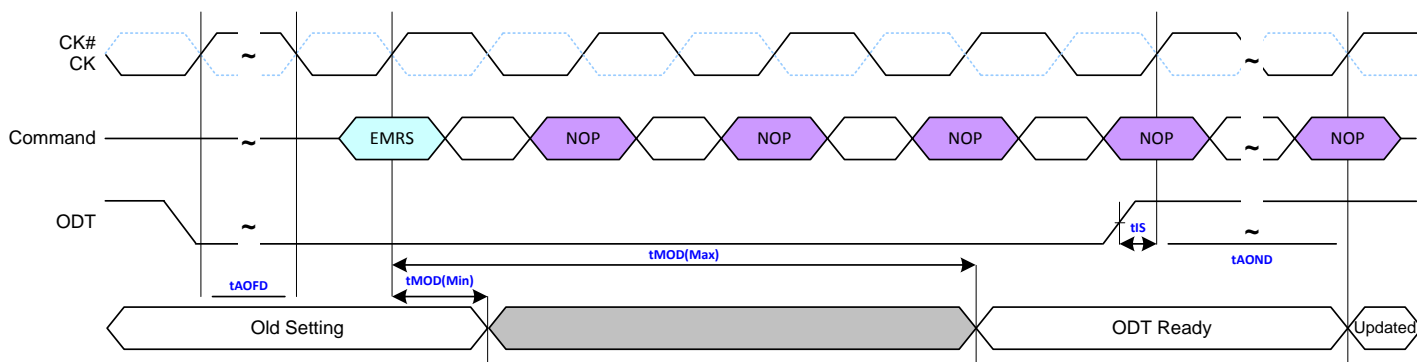 CK#
CK
~
~
Command
~
EMRS
NOP
NOP
NOP
NOP
~
NOP
ODT
~
tIS
~
tMOD(Max)
tAOND
tAOFD
tMOD(Min)
Old Setting
ODT Ready
Updated